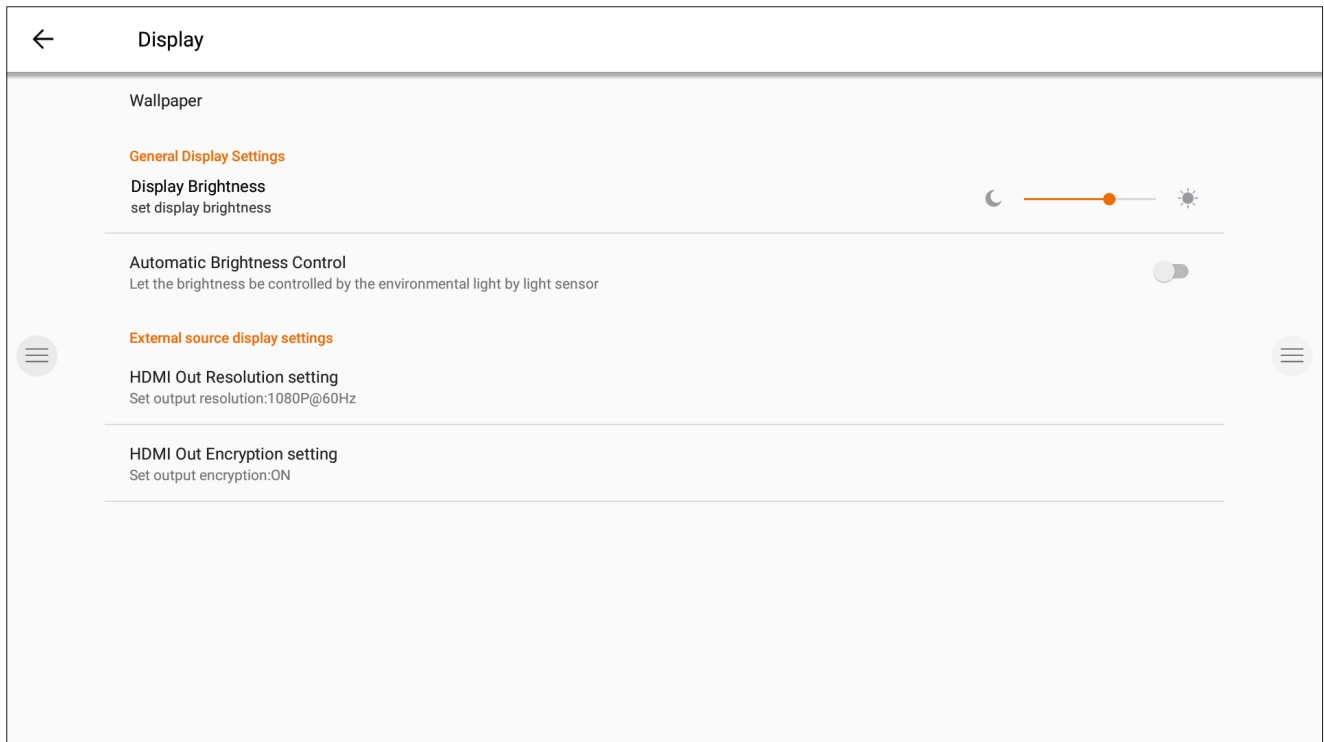 Display
Wallpaper
General Display Settings
Display Brightness
set display brightness
Automatic Brightness Control
Let the brightness be controlled by the environmental light by light sensor
External source display settings
HDMI Out Resolution setting
Set output resolution:1080P@60Hz
HDMI Out Encryption setting
Set output encryption:ON